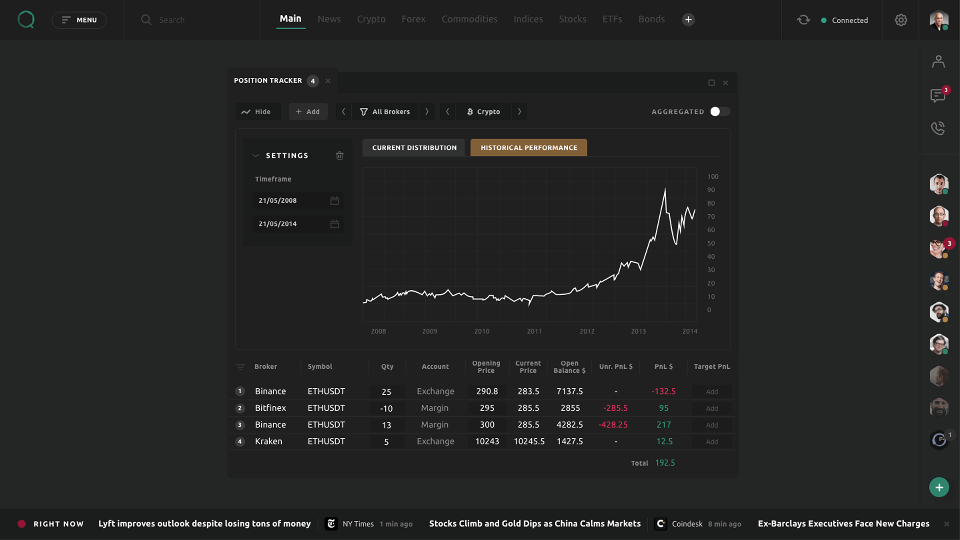 MENU
Search
Main News Crypto Forex Commodities Indices Stocks ETFs Bonds +
Connected
POSITION TRACKER 4
Hide + Add All Brokers Crypto AGGREGATED
SETTINGS
Timeframe
21/05/2008
21/05/2014
CURRENT DISTRIBUTION HISTORICAL PERFORMANCE
100
90
80
70
60
50
40
30
20
10
0
2008 2009 2010 2011 2012 2013 2014
Broker Symbol Qty Account Opening Price Current Price Open Balance $ Unr. PnL $ PnL $ Target PnL
1 Binance ETHUSDT 25 Exchange 290.8 283.5 7137.5 - -132.5 Add
2 Bitfinex ETHUSDT -10 Margin 295 285.5 2855 -285.5 95 Add
3 Binance ETHUSDT 13 Margin 300 285.5 4282.5 -428.25 217 Add
4 Kraken ETHUSDT 5 Exchange 10243 10245.5 1427.5 - 12.5 Add
Total 192.5
3
3
1
+
RIGHT NOW Lyft improves outlook despite losing tons of money NY Times 1 min ago Stocks Climb and Gold Dips as China Calms Markets Coindesk 8 min ago Ex-Barclays Executives Face New Charges